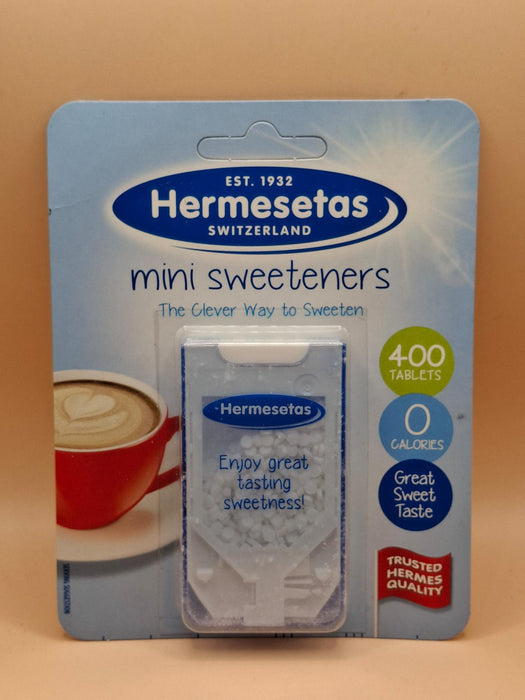 EST. 1932
Hermesetas
SWITZERLAND
mini sweeteners
The Clever Way to Sweeten
400
TABLETS
0
CALORIES
Great
Sweet
Taste
Hermesetas
Enjoy great
tasting
sweetness!
TRUSTED
HERMES
QUALITY